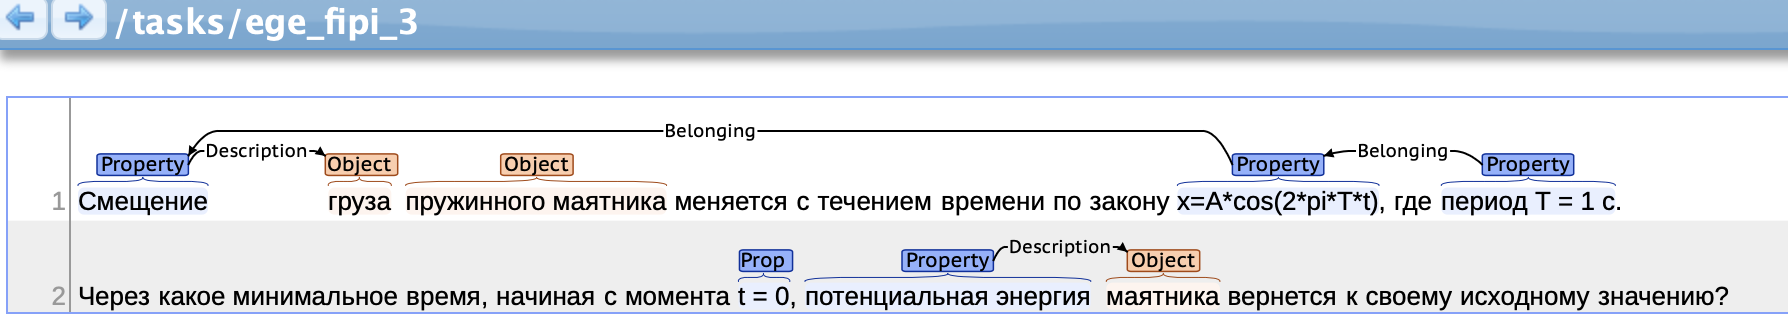 /tasks/ege_fipi_3
Belonging
Property Description Object Object Property Belonging Property
1 Смещение груза пружинного маятника меняется с течением времени по закону x=A*cos(2*pi*T*t), где период T = 1 с.
Description
Prop Property Object
2 Через какое минимальное время, начиная с момента t = 0, потенциальная энергия маятника вернется к своему исходному значению?